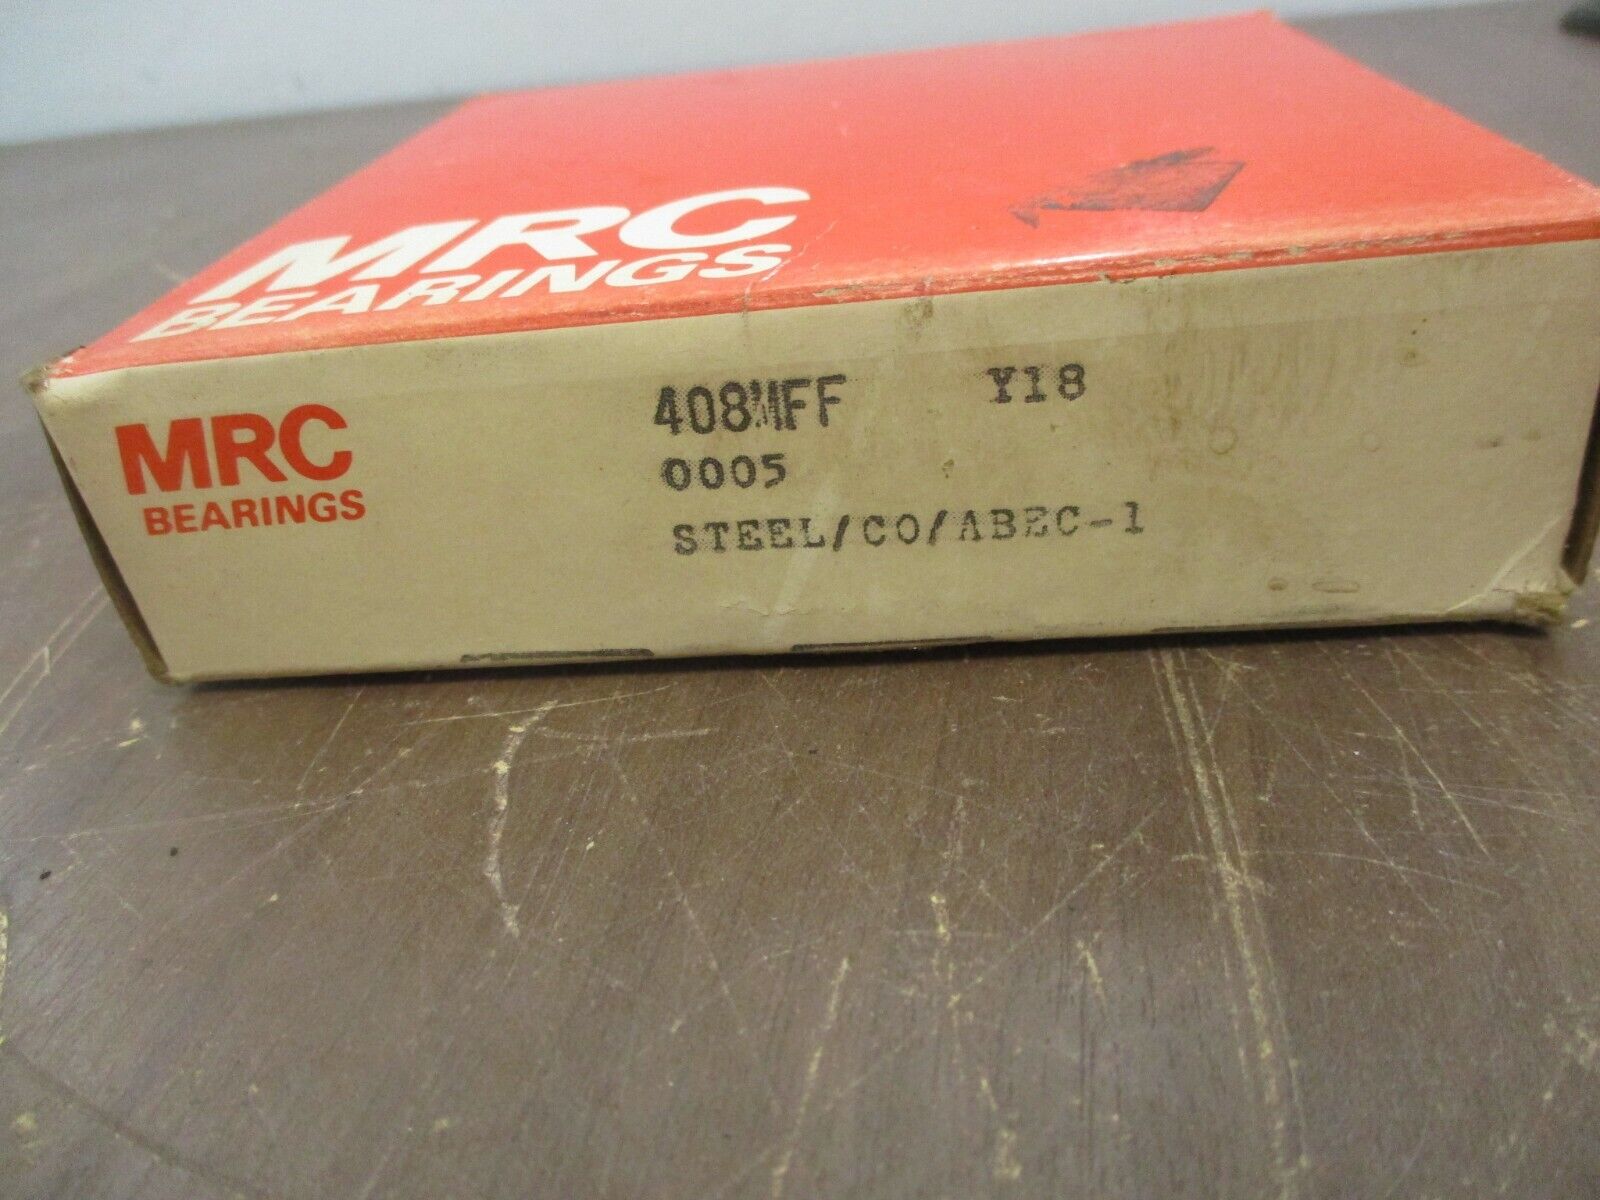 MRC
BEARINGS
MRC
BEARINGS
408MFF Y18
0005
STEEL/CO/ABEC-1